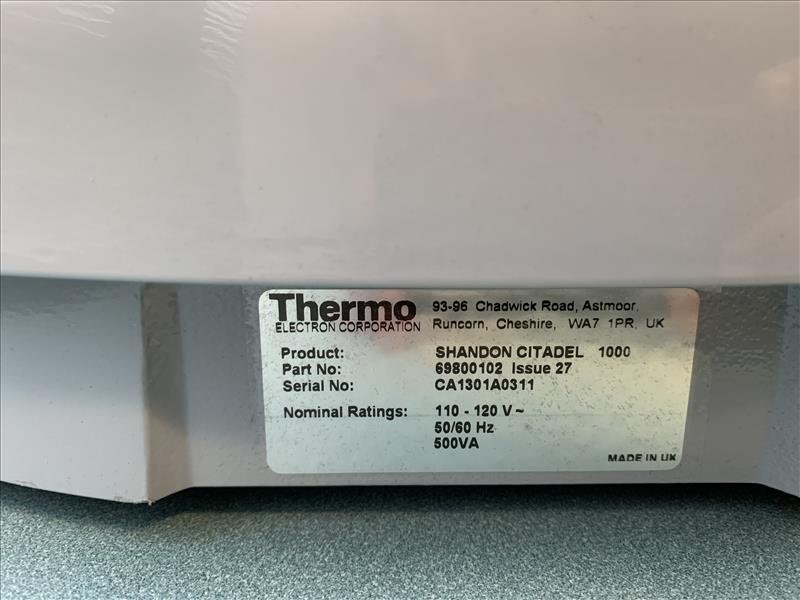 Thermo
ELECTRON CORPORATION
93-96 Chadwick Road, Astmoor,
Runcorn, Cheshire, WA7 1PR, UK
Product: SHANDON CITADEL 1000
Part No: 69800102 Issue 27
Serial No: CA1301A0311
Nominal Ratings: 110 - 120 V ~
50/60 Hz
500VA
MADE IN UK